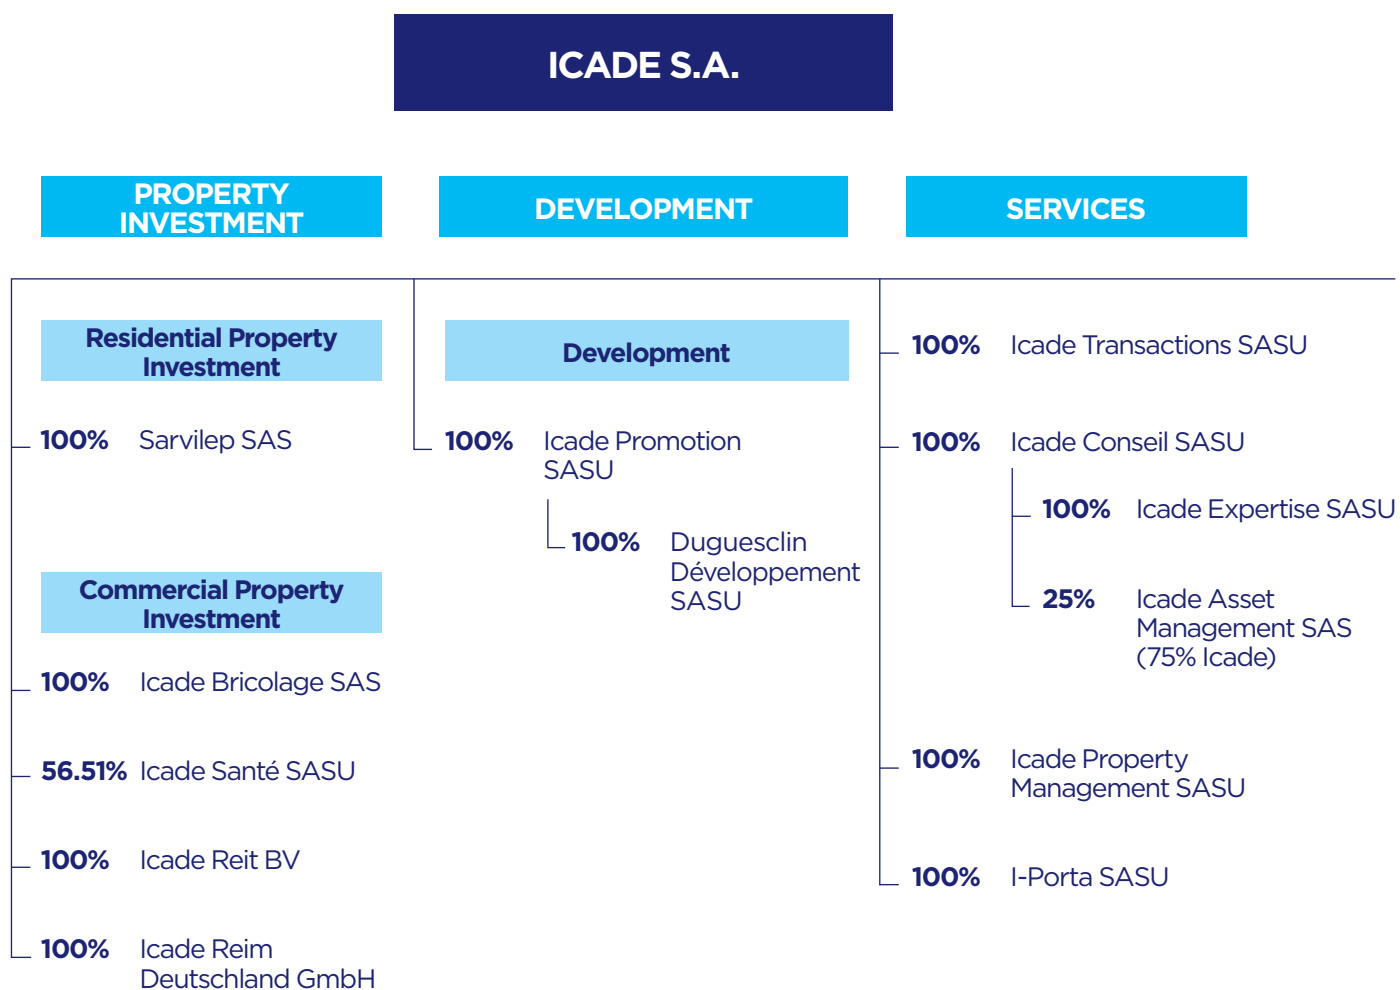 ICADE S.A.
PROPERTY
INVESTMENT
DEVELOPMENT
SERVICES
Residential Property
Investment
100% Sarvilep SAS
Commercial Property
Investment
100% Icade Bricolage SAS
56.51% Icade Santé SASU
100% Icade Reit BV
100% Icade Reim
Deutschland GmbH
Development
100% Icade Promotion
SASU
100% Duguesclin
Développement
SASU
100% Icade Transactions SASU
100% Icade Conseil SASU
100% Icade Expertise SASU
25% Icade Asset
Management SAS
(75% Icade)
100% Icade Property
Management SASU
100% I-Porta SASU